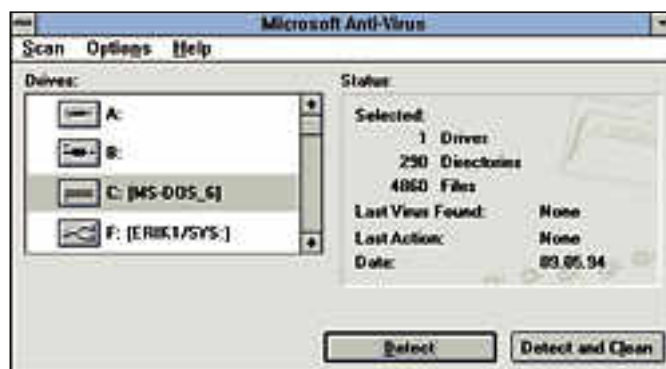 Microsoft Anti-Virus
Scan Options Help
Drives:
A:
B:
C: [MS-DOS_6]
F: [ERIK1/SYS:]
Status:
Selected:
1 Drives
290 Directories
4860 Files
Last Virus Found: None
Last Action: None
Date: 09.05.94
Detect
Detect and Clean